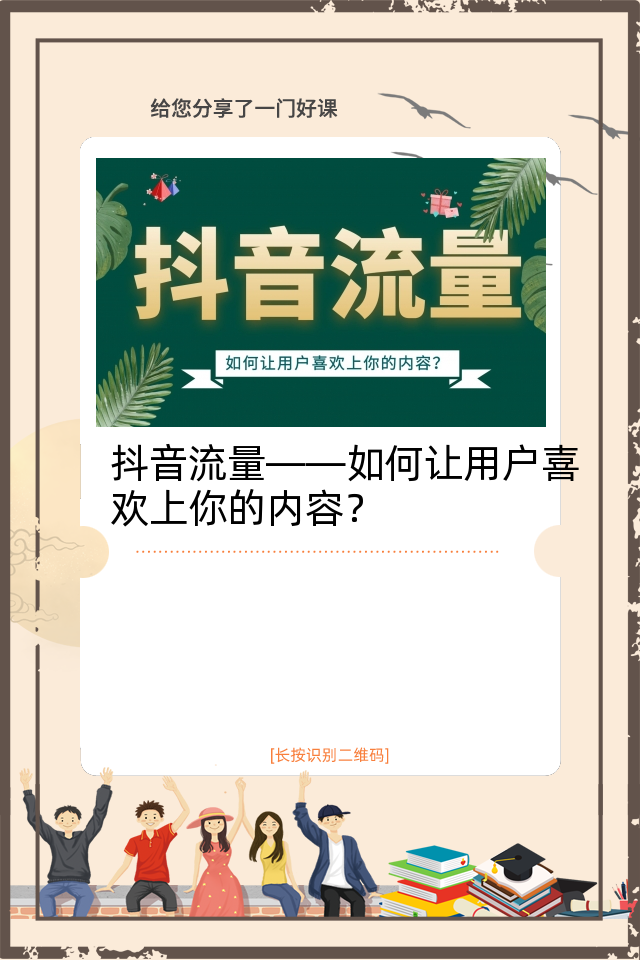 给您分享了一门好课
抖音流量
如何让用户喜欢上你的内容?
抖音流量——如何让用户喜
欢上你的内容?
[长按识别二维码]